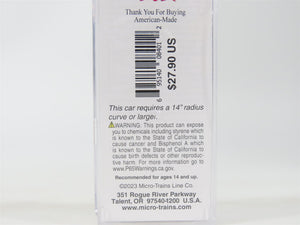 Thank You For Buying
American-Made
6 95140 08401 2
$27.90 US
This car requires a 14" radius
curve or larger.
⚠WARNING: This product can expose
you to chemicals including styrene which
is known to the State of California to
cause cancer and Bisphenol A which
is known to the State of California to
cause birth defects or other reproduc-
tive harm. For more information go to
www.P65Warnings.ca.gov.
Recommended for ages 14 and up.
©2023 Micro-Trains Line Co.
351 Rogue River Parkway
Talent, OR 97540-1200 U.S.A.
www.micro-trains.com